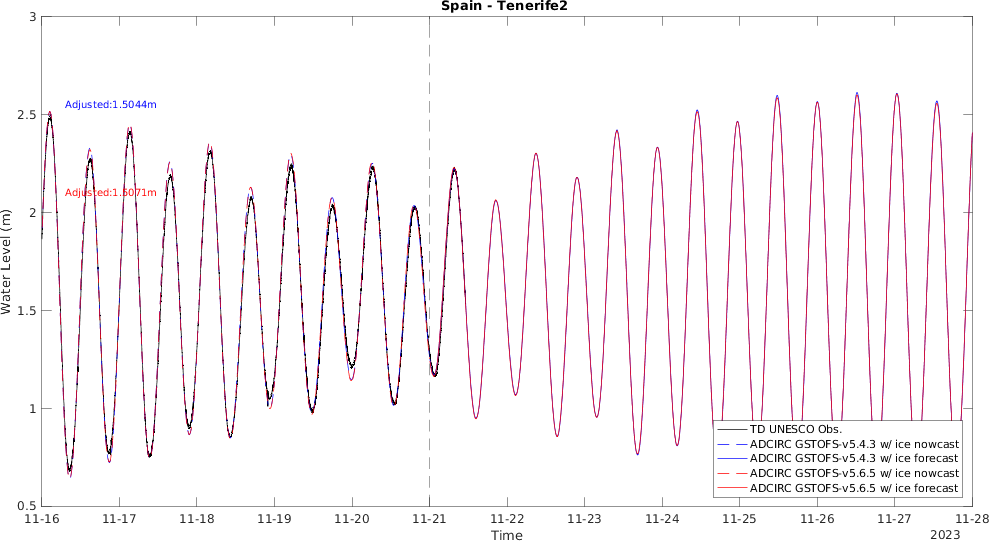 Spain - Tenerife2
3
2.5
2
1.5
1
0.5
Water Level (m)
Adjusted:1.5044m
Adjusted:1.5071m
TD UNESCO Obs.
ADCIRC GSTOFS-v5.4.3 w/ ice nowcast
ADCIRC GSTOFS-v5.4.3 w/ ice forecast
ADCIRC GSTOFS-v5.6.5 w/ ice nowcast
ADCIRC GSTOFS-v5.6.5 w/ ice forecast
11-16 11-17 11-18 11-19 11-20 11-21 11-22 11-23 11-24 11-25 11-26 11-27 11-28
Time
2023